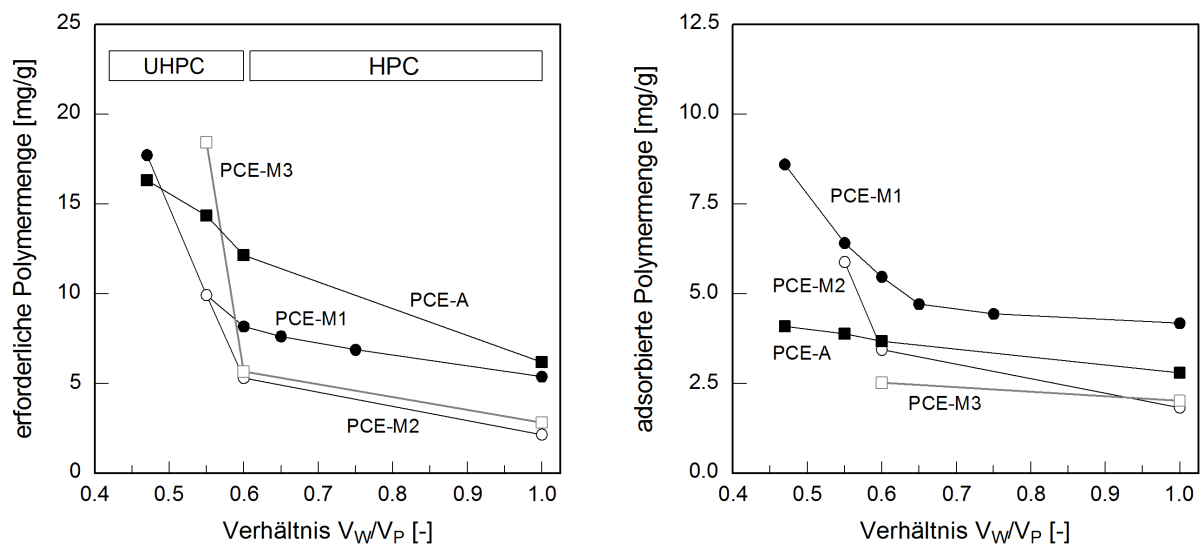 25
20
15
10
5
0
erforderliche Polymermenge [mg/g]
UHPC
HPC
PCE-M3
PCE-A
PCE-M1
PCE-M2
0.4 0.5 0.6 0.7 0.8 0.9 1.0
Verhältnis VW/VP [-]
12.5
10.0
7.5
5.0
2.5
0.0
adsorbierte Polymermenge [mg/g]
PCE-M1
PCE-M2
PCE-A
PCE-M3
0.4 0.5 0.6 0.7 0.8 0.9 1.0
Verhältnis VW/VP [-]